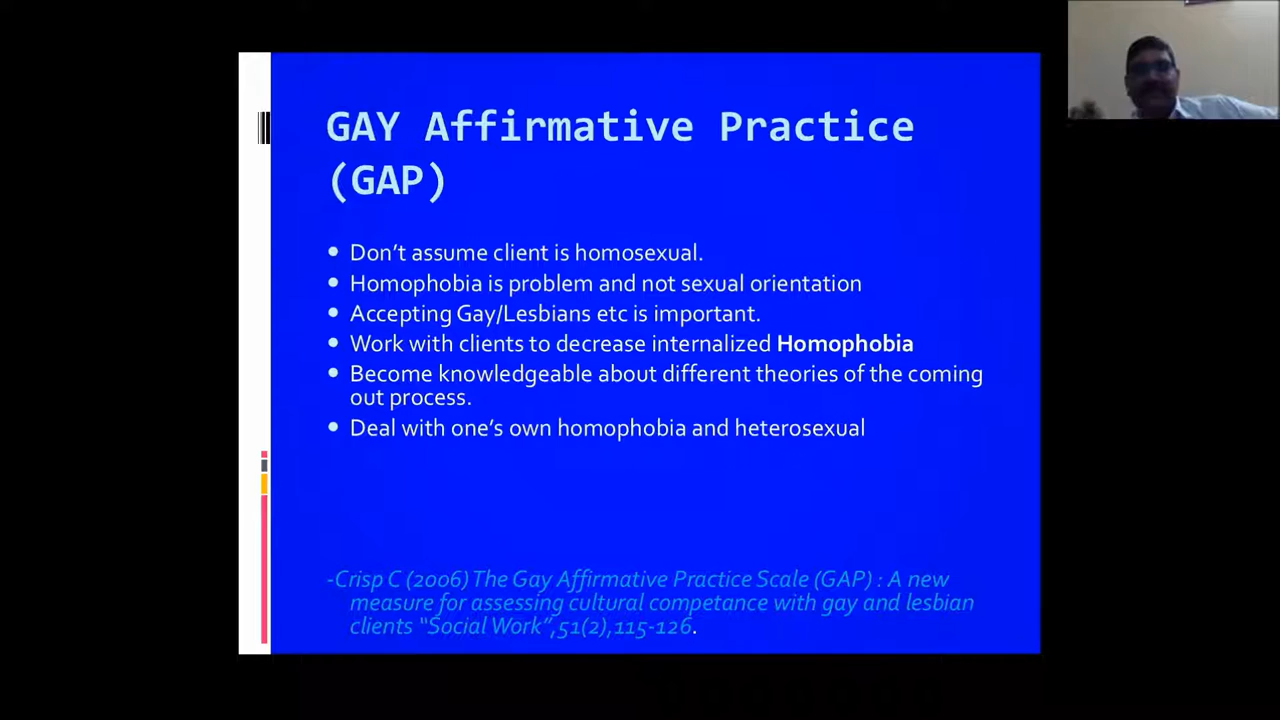 GAY Affirmative Practice
(GAP)
• Don't assume client is homosexual.
• Homophobia is problem and not sexual orientation
• Accepting Gay/Lesbians etc is important.
• Work with clients to decrease internalized Homophobia
• Become knowledgeable about different theories of the coming
out process.
• Deal with one's own homophobia and heterosexual
-Crisp C (2006) The Gay Affirmative Practice Scale (GAP) : A new
measure for assessing cultural competance with gay and lesbian
clients "Social Work",51(2),115-126.